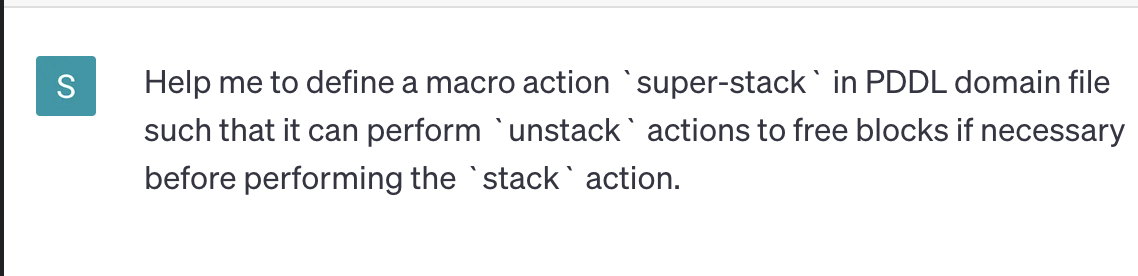 S
Help me to define a macro action `super-stack` in PDDL domain file
such that it can perform `unstack` actions to free blocks if necessary
before performing the `stack` action.